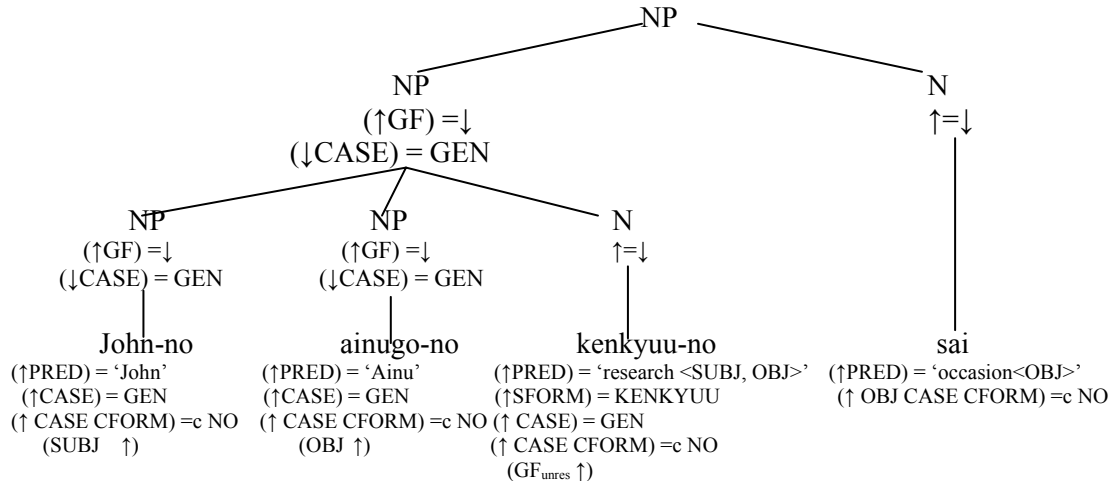 NP
NP N
(↑GF) =↓ ↑=↓
(↓CASE) = GEN
NP NP N
(↑GF) =↓ (↑GF) =↓ ↑=↓
(↓CASE) = GEN (↓CASE) = GEN
John-no ainugo-no kenkyuu-no sai
(↑PRED) = ‘John’ (↑PRED) = ‘Ainu’ (↑PRED) = ‘research <SUBJ, OBJ>’ (↑PRED) = ‘occasion<OBJ>’
(↑CASE) = GEN (↑CASE) = GEN (↑SFORM) = KENKYUU (↑ OBJ CASE CFORM) =c NO
(↑ CASE CFORM) =c NO (↑ CASE CFORM) =c NO (↑ CASE) = GEN
(SUBJ ↑) (OBJ ↑) (↑ CASE CFORM) =c NO
(GFunres ↑)